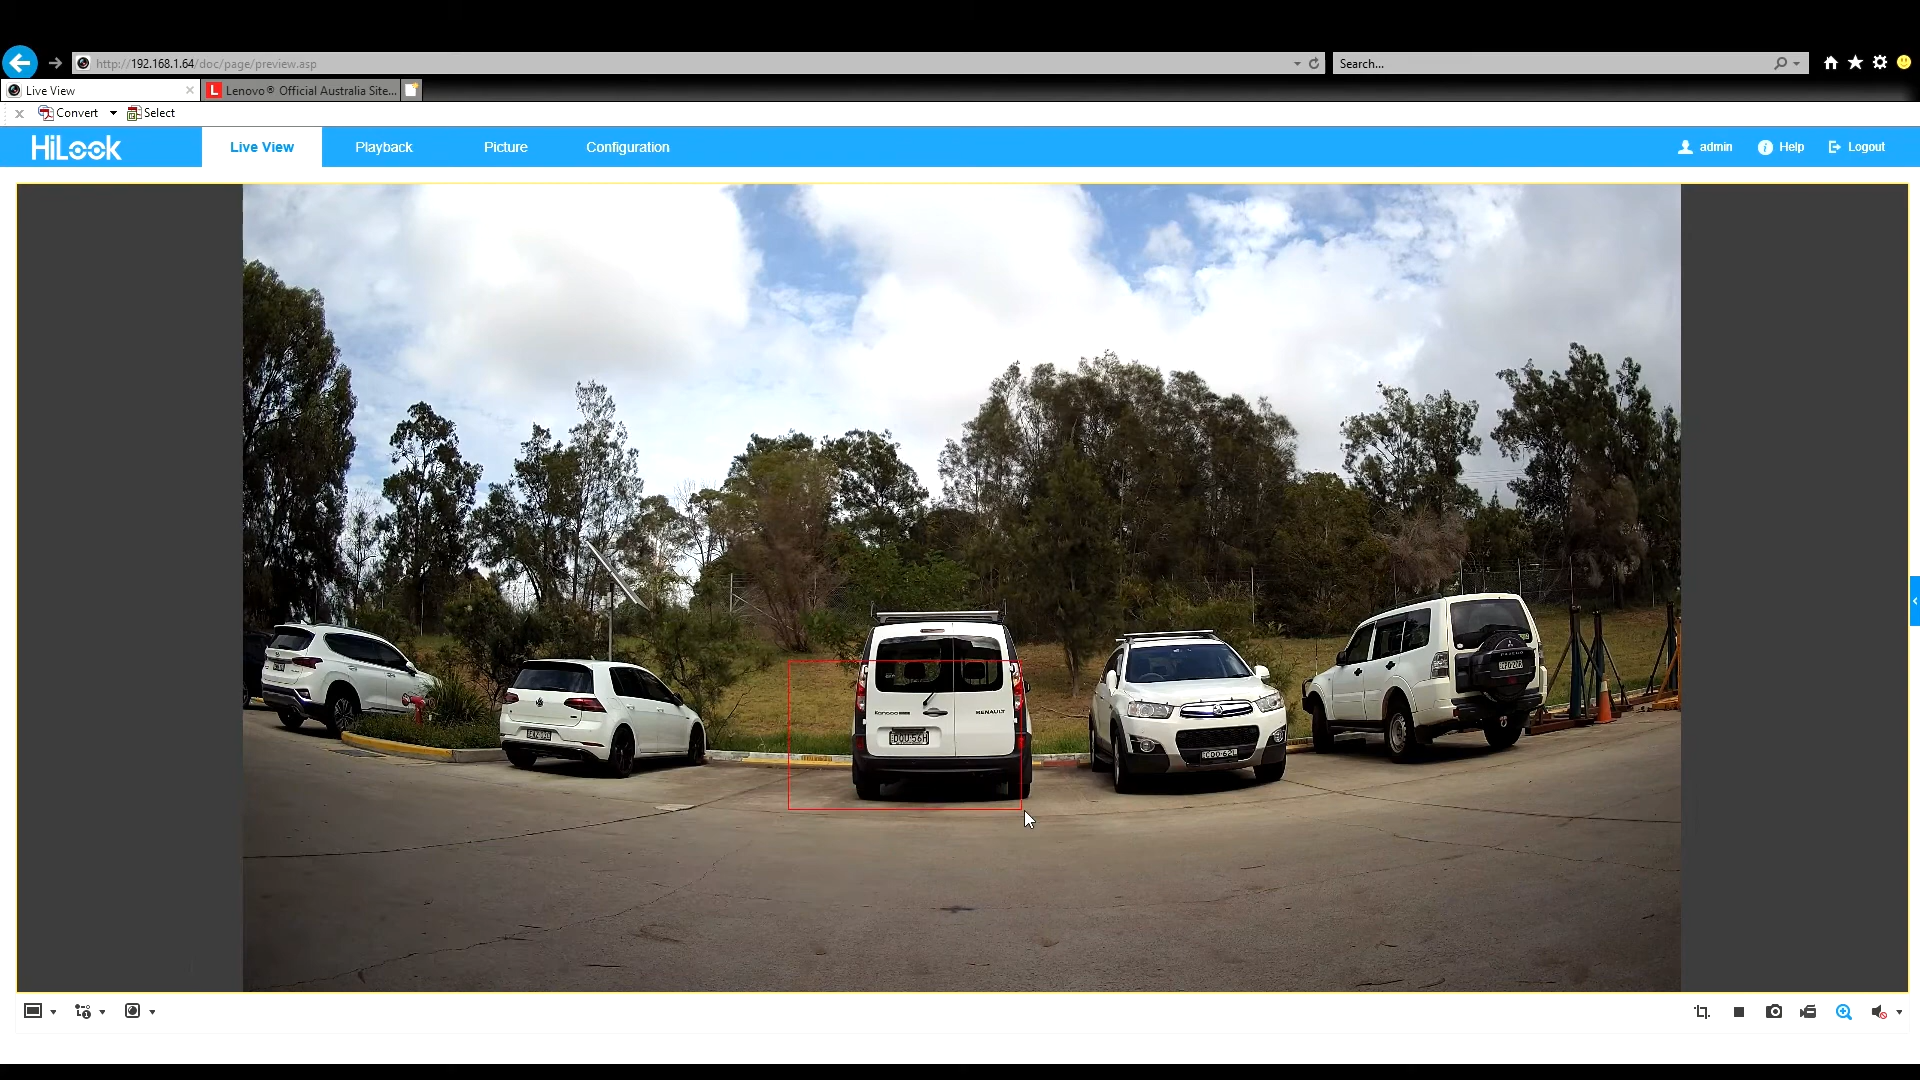 http://192.168.1.64/doc/page/preview.asp
Search...
Live View
Lenovo® Official Australia Site...
Convert
Select
HiLook
Live View
Playback
Picture
Configuration
admin
Help
Logout
RENAULT